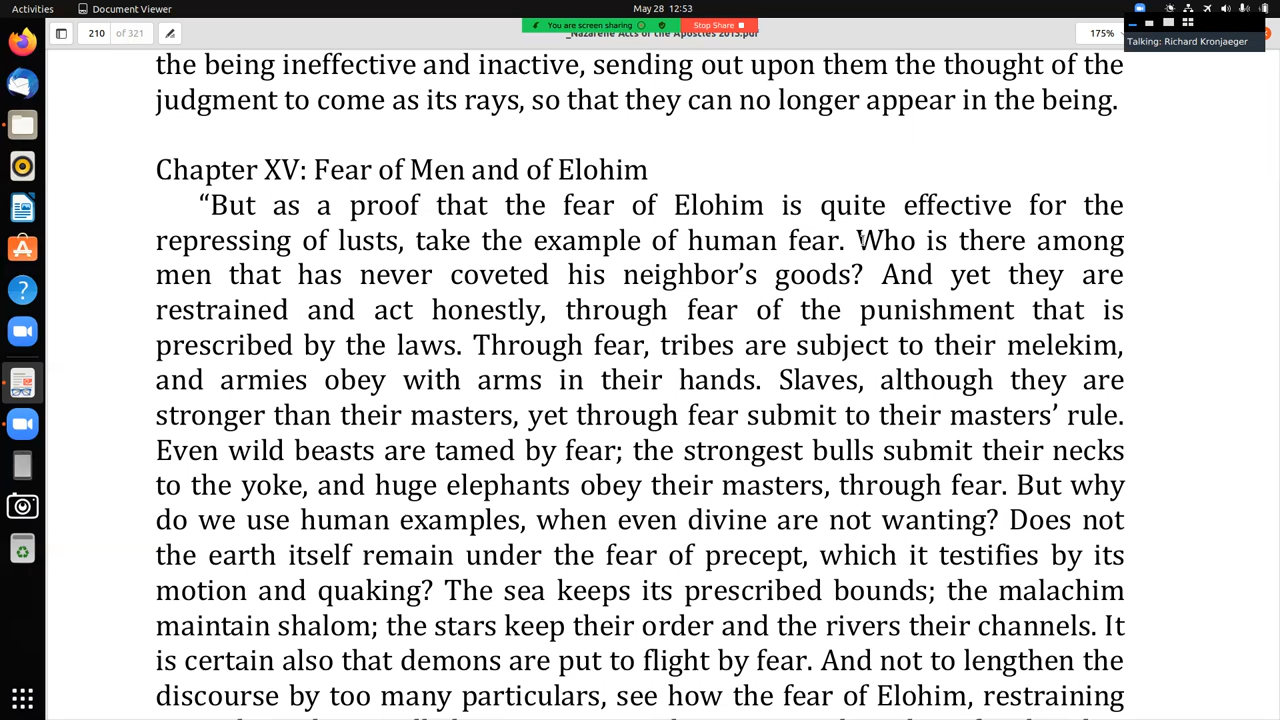 Activities
Document Viewer
May 28 12:53
You are screen sharing
Stop Share
210
of 321
_Nazarene Acts of the Apostles 2013.pdf
175%
Talking: Richard Kronjaeger
the being ineffective and inactive, sending out upon them the thought of the
judgment to come as its rays, so that they can no longer appear in the being.
Chapter XV: Fear of Men and of Elohim
“But as a proof that the fear of Elohim is quite effective for the
repressing of lusts, take the example of human fear. Who is there among
men that has never coveted his neighbor’s goods? And yet they are
restrained and act honestly, through fear of the punishment that is
prescribed by the laws. Through fear, tribes are subject to their melekim,
and armies obey with arms in their hands. Slaves, although they are
stronger than their masters, yet through fear submit to their masters’ rule.
Even wild beasts are tamed by fear; the strongest bulls submit their necks
to the yoke, and huge elephants obey their masters, through fear. But why
do we use human examples, when even divine are not wanting? Does not
the earth itself remain under the fear of precept, which it testifies by its
motion and quaking? The sea keeps its prescribed bounds; the malachim
maintain shalom; the stars keep their order and the rivers their channels. It
is certain also that demons are put to flight by fear. And not to lengthen the
discourse by too many particulars, see how the fear of Elohim, restraining